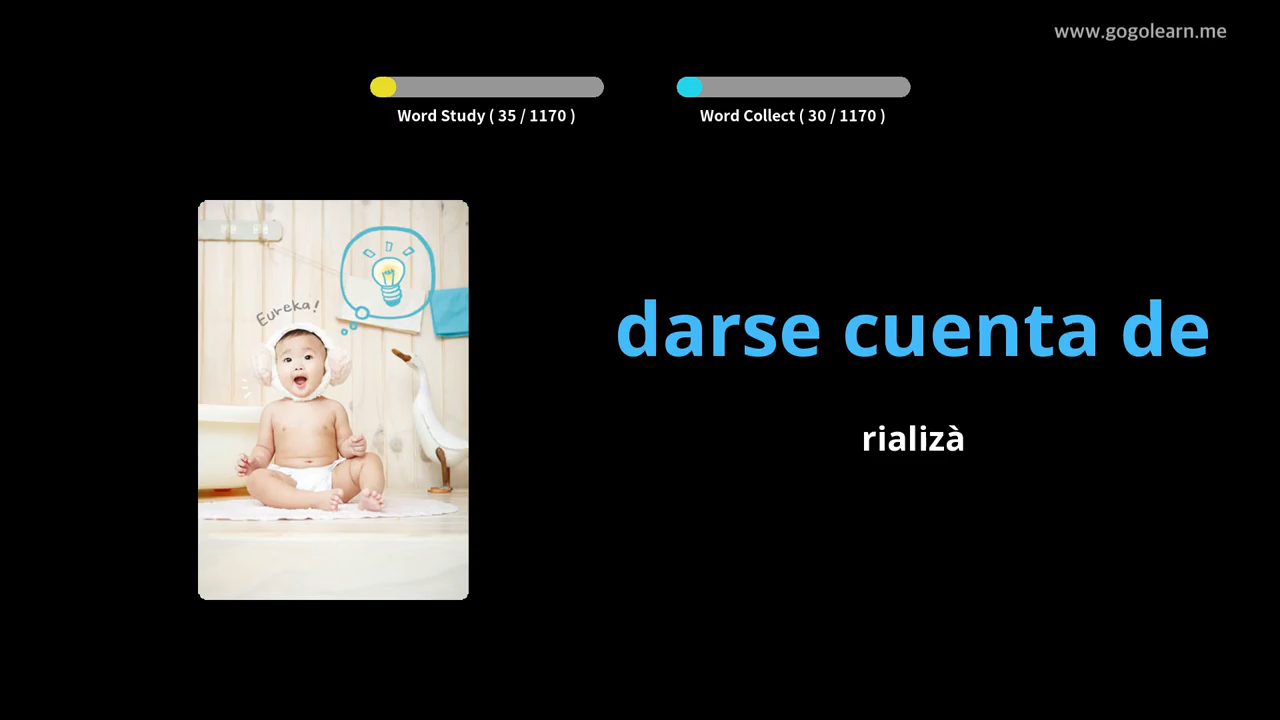 www.gogolearn.me
Word Study ( 35 / 1170 )
Word Collect ( 30 / 1170 )
Eureka!
darse cuenta de
rializà